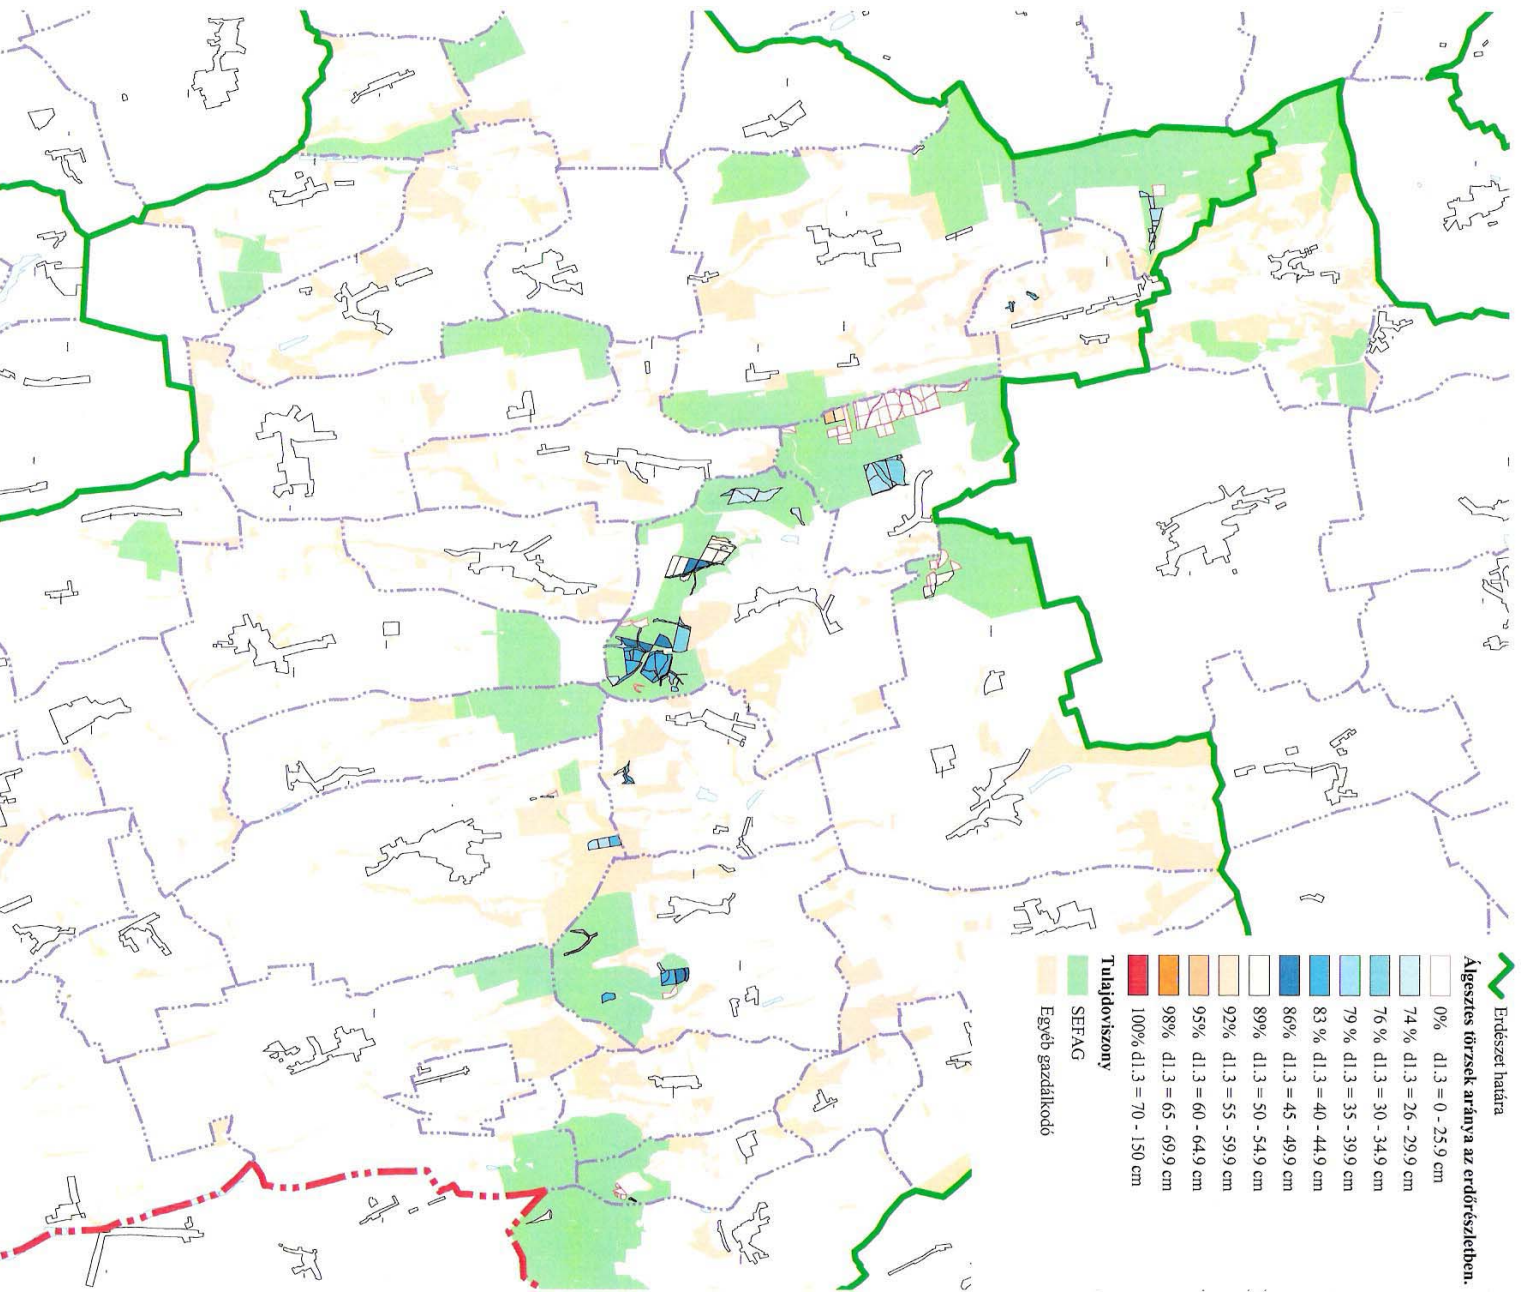 Erdészet határa
Álgesztes törzsek aránya az erdőrészletben.
0% d1.3 = 0 - 25.9 cm
74 % d1.3 = 26 - 29.9 cm
76 % d1.3 = 30 - 34.9 cm
79 % d1.3 = 35 - 39.9 cm
83 % d1.3 = 40 - 44.9 cm
86% d1.3 = 45 - 49.9 cm
89% d1.3 = 50 - 54.9 cm
92% d1.3 = 55 - 59.9 cm
95% d1.3 = 60 - 64.9 cm
98% d1.3 = 65 - 69.9 cm
100% d1.3 = 70 - 150 cm
Tulajdoviszony
SEFAG
Egyéb gazdálkodó